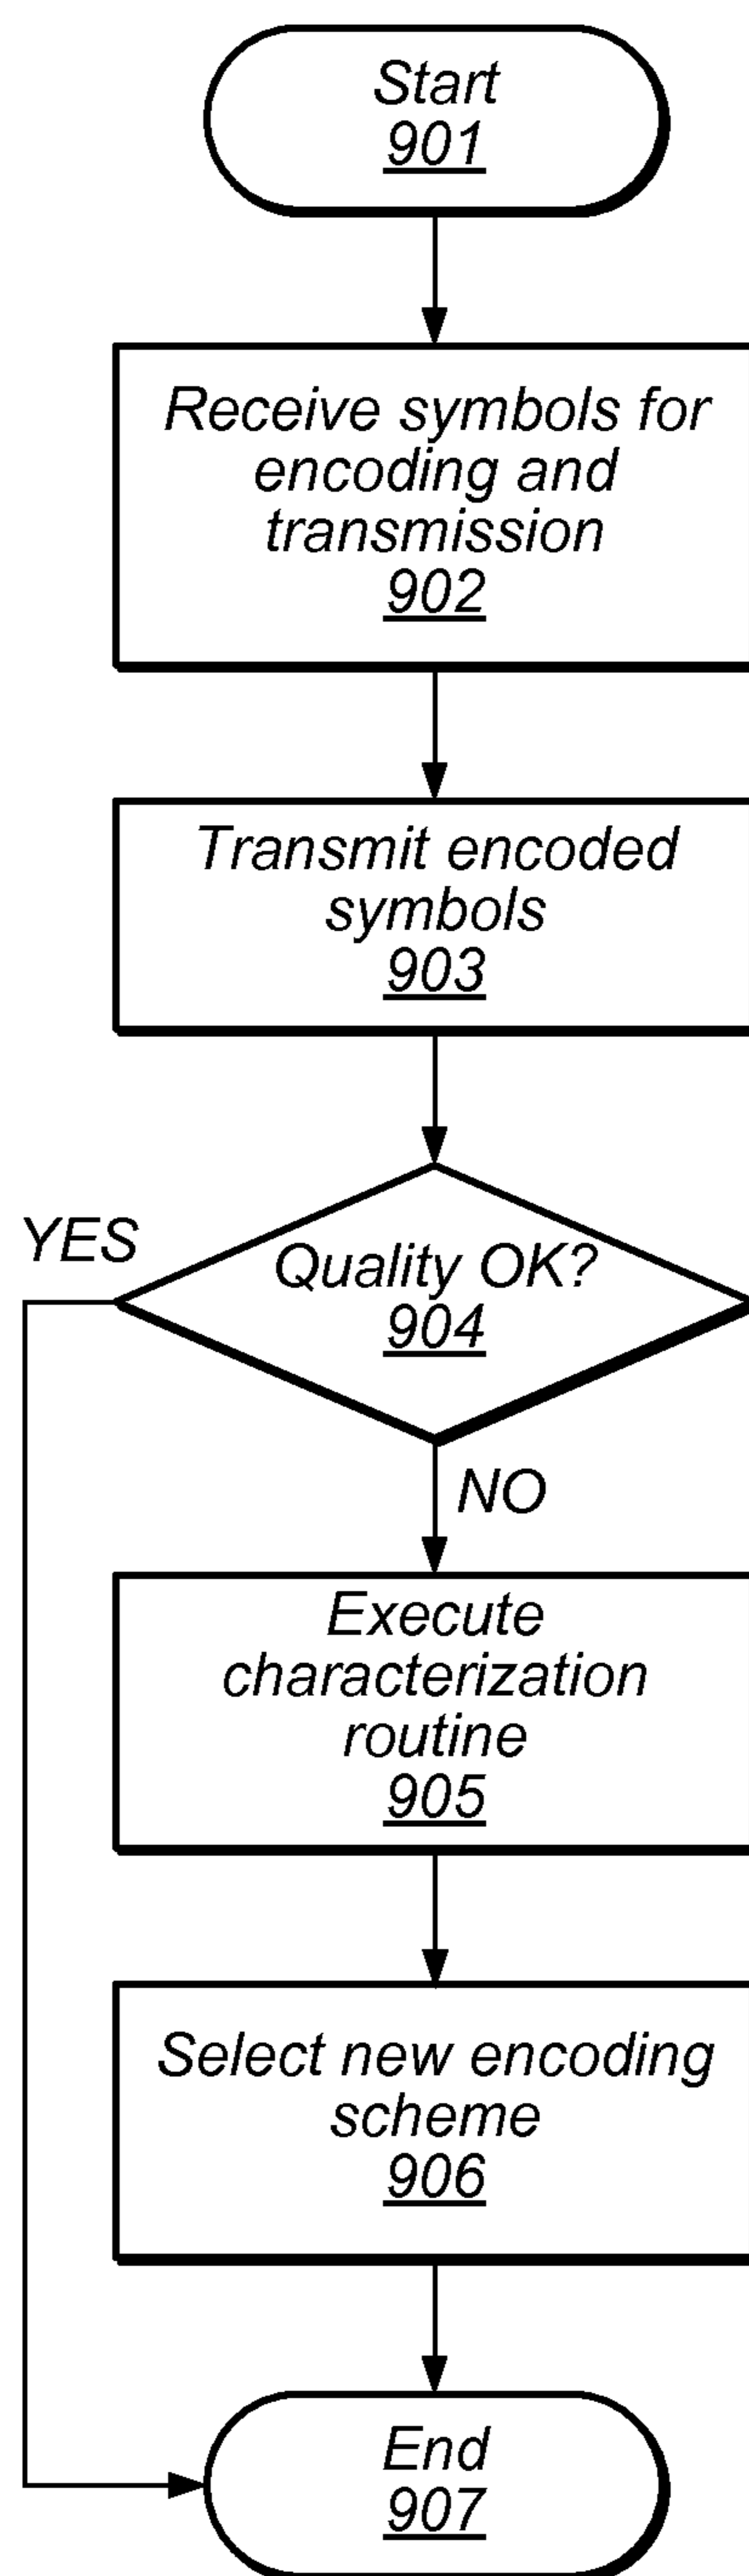 Start
901
Receive symbols for
encoding and
transmission
902
Transmit encoded
symbols
903
YES
Quality OK?
904
NO
Execute
characterization
routine
905
Select new encoding
scheme
906
End
907